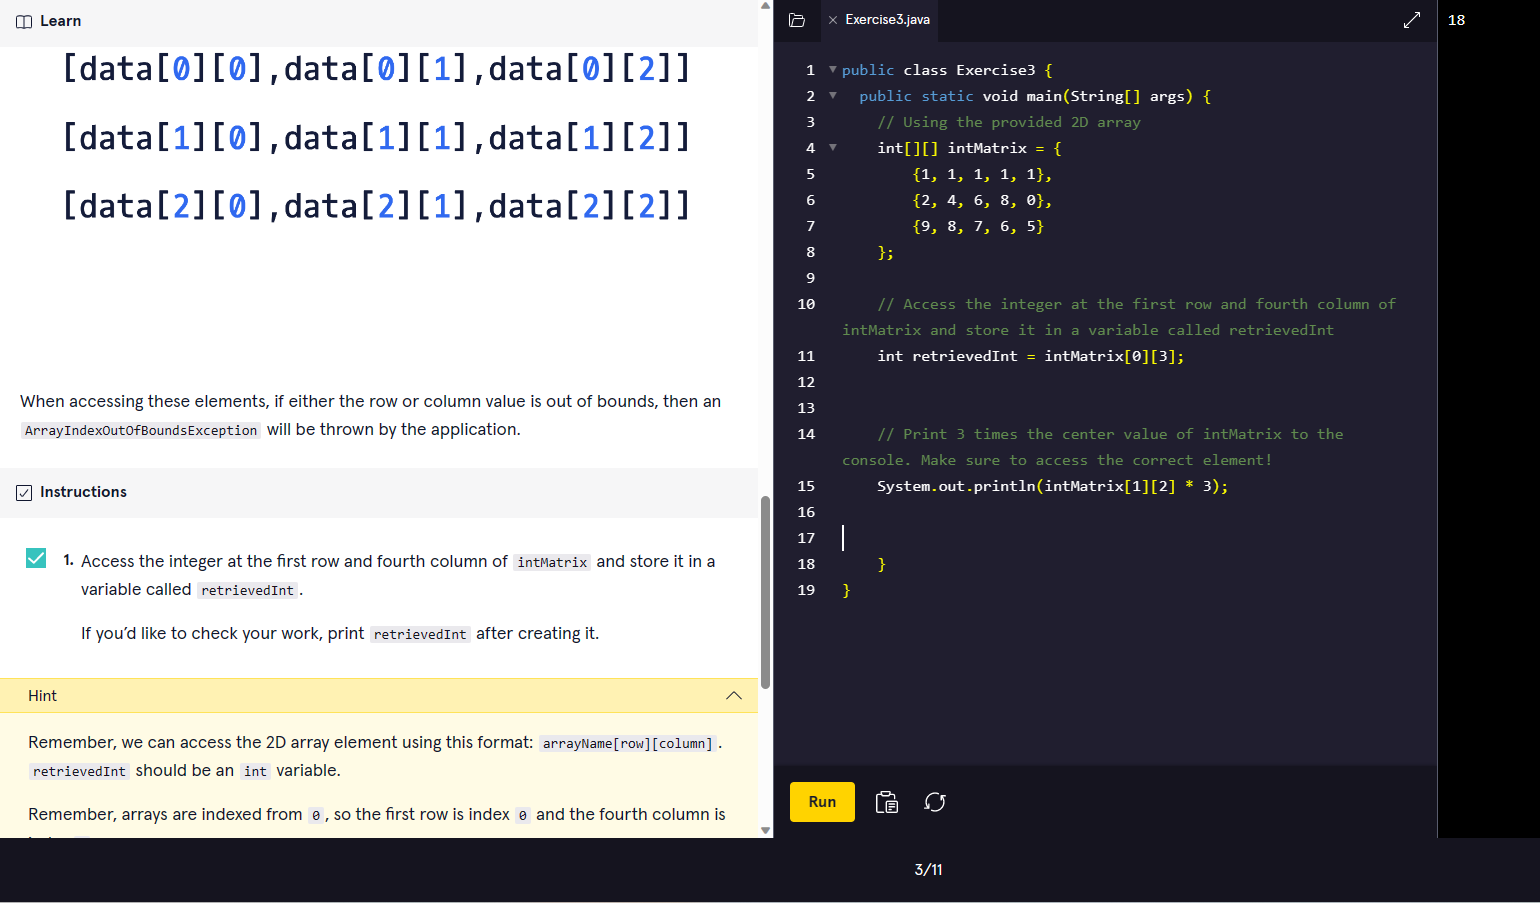 Learn
[data[0][0],data[0][1],data[0][2]]
[data[1][0],data[1][1],data[1][2]]
[data[2][0],data[2][1],data[2][2]]
When accessing these elements, if either the row or column value is out of bounds, then an
ArrayIndexOutOfBoundsException will be thrown by the application.
Instructions
1. Access the integer at the first row and fourth column of intMatrix and store it in a
variable called retrievedInt.
If you’d like to check your work, print retrievedInt after creating it.
Hint
Remember, we can access the 2D array element using this format: arrayName[row][column].
retrievedInt should be an int variable.
Remember, arrays are indexed from 0, so the first row is index 0 and the fourth column is
Exercise3.java
1 public class Exercise3 {
2 public static void main(String[] args) {
3 // Using the provided 2D array
4 int[][] intMatrix = {
5 {1, 1, 1, 1, 1},
6 {2, 4, 6, 8, 0},
7 {9, 8, 7, 6, 5}
8 };
9
10 // Access the integer at the first row and fourth column of
intMatrix and store it in a variable called retrievedInt
11 int retrievedInt = intMatrix[0][3];
12
13
14 // Print 3 times the center value of intMatrix to the
console. Make sure to access the correct element!
15 System.out.println(intMatrix[1][2] * 3);
16
17
18 }
19 }
Run
18
3/11